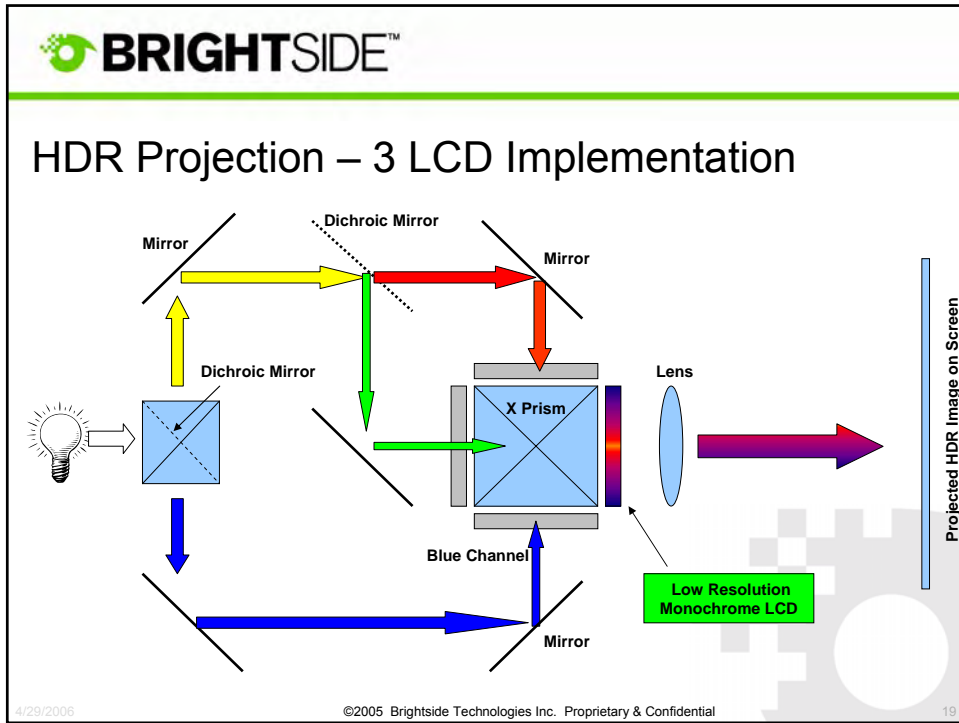 BRIGHTSIDE™
HDR Projection – 3 LCD Implementation
Dichroic Mirror
Mirror
Mirror
Dichroic Mirror
Lens
X Prism
Projected HDR Image on Screen
Blue Channel
Low Resolution
Monochrome LCD
Mirror
4/29/2006
©2005 Brightside Technologies Inc. Proprietary & Confidential
19